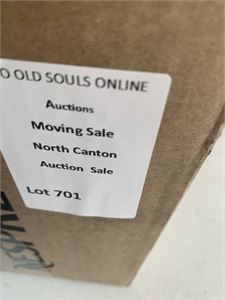 O OLD SOULS ONLINE
Auctions
Moving Sale
North Canton
Auction Sale
Lot 701